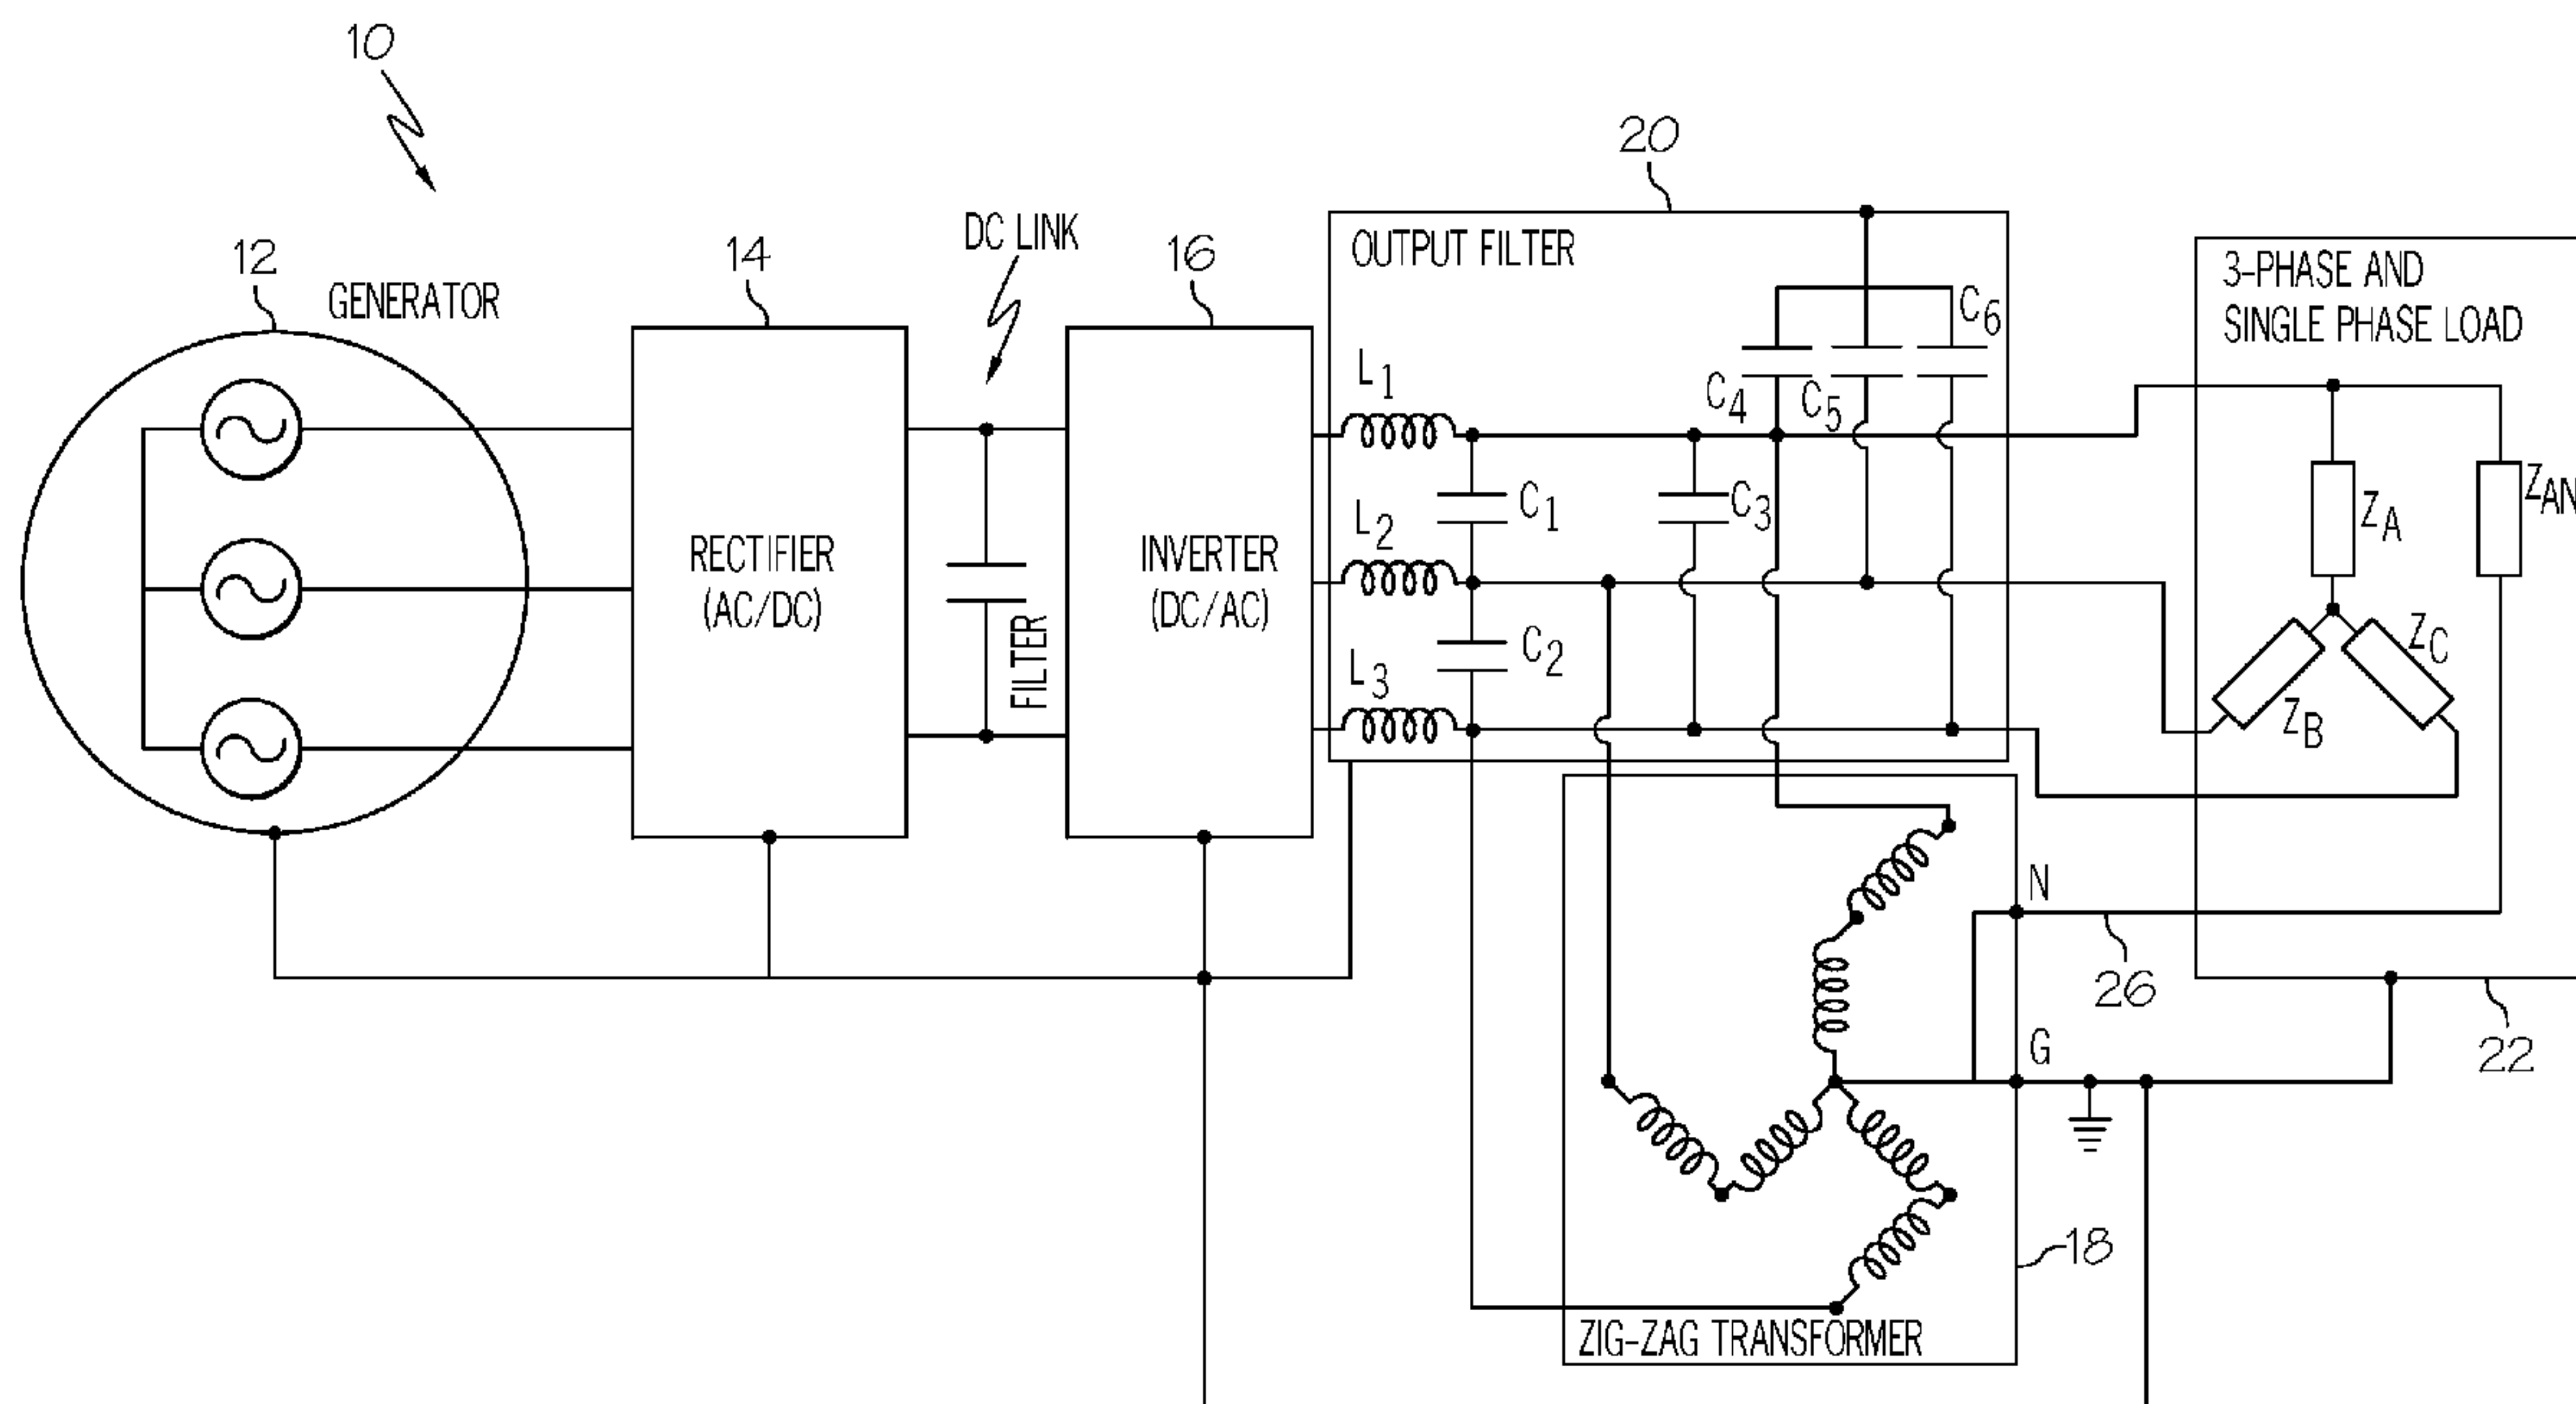 10
20
12
GENERATOR
14
DC LINK
16
OUTPUT FILTER
3-PHASE AND
SINGLE PHASE LOAD
C6
L1
C4
C5
ZAN
ZA
C1
C3
L2
RECTIFIER
(AC/DC)
INVERTER
(DC/AC)
FILTER
C2
L3
ZC
ZB
N
26
G
22
18
ZIG-ZAG TRANSFORMER